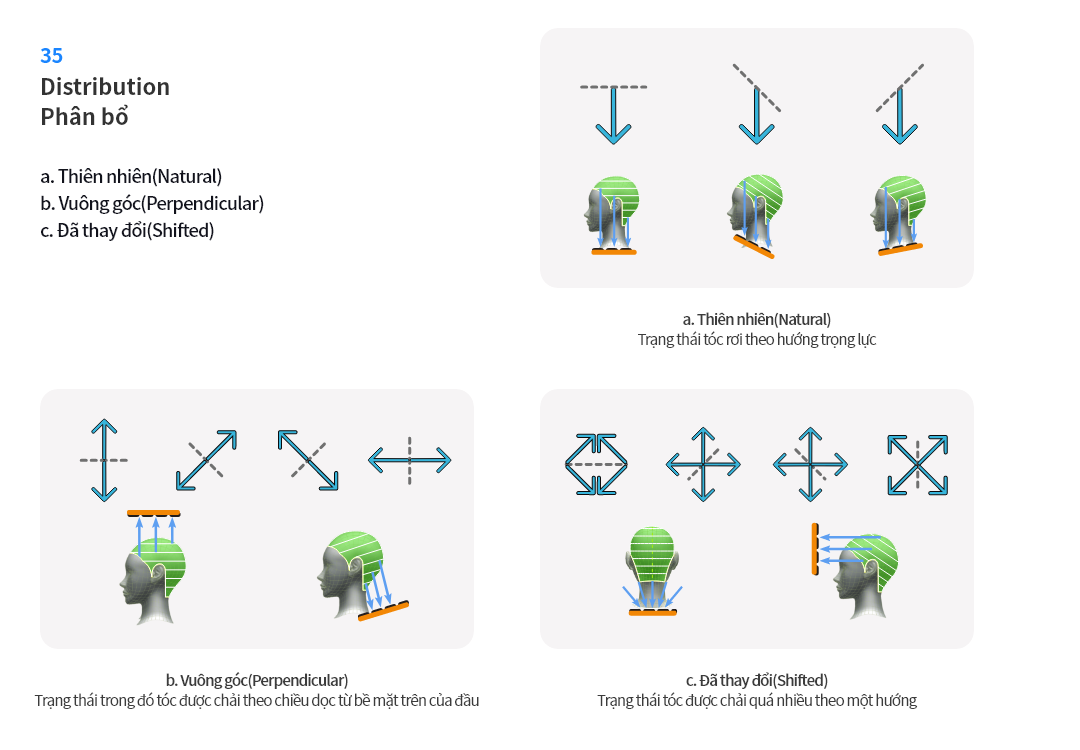 35
Distribution
Phân bổ
a. Thiên nhiên(Natural)
b. Vuông góc(Perpendicular)
c. Đã thay đổi(Shifted)
a. Thiên nhiên(Natural)
Trạng thái tóc rơi theo hướng trọng lực
b. Vuông góc(Perpendicular)
Trạng thái trong đó tóc được chải theo chiều dọc từ bề mặt trên của đầu
c. Đã thay đổi(Shifted)
Trạng thái tóc được chải quá nhiều theo một hướng